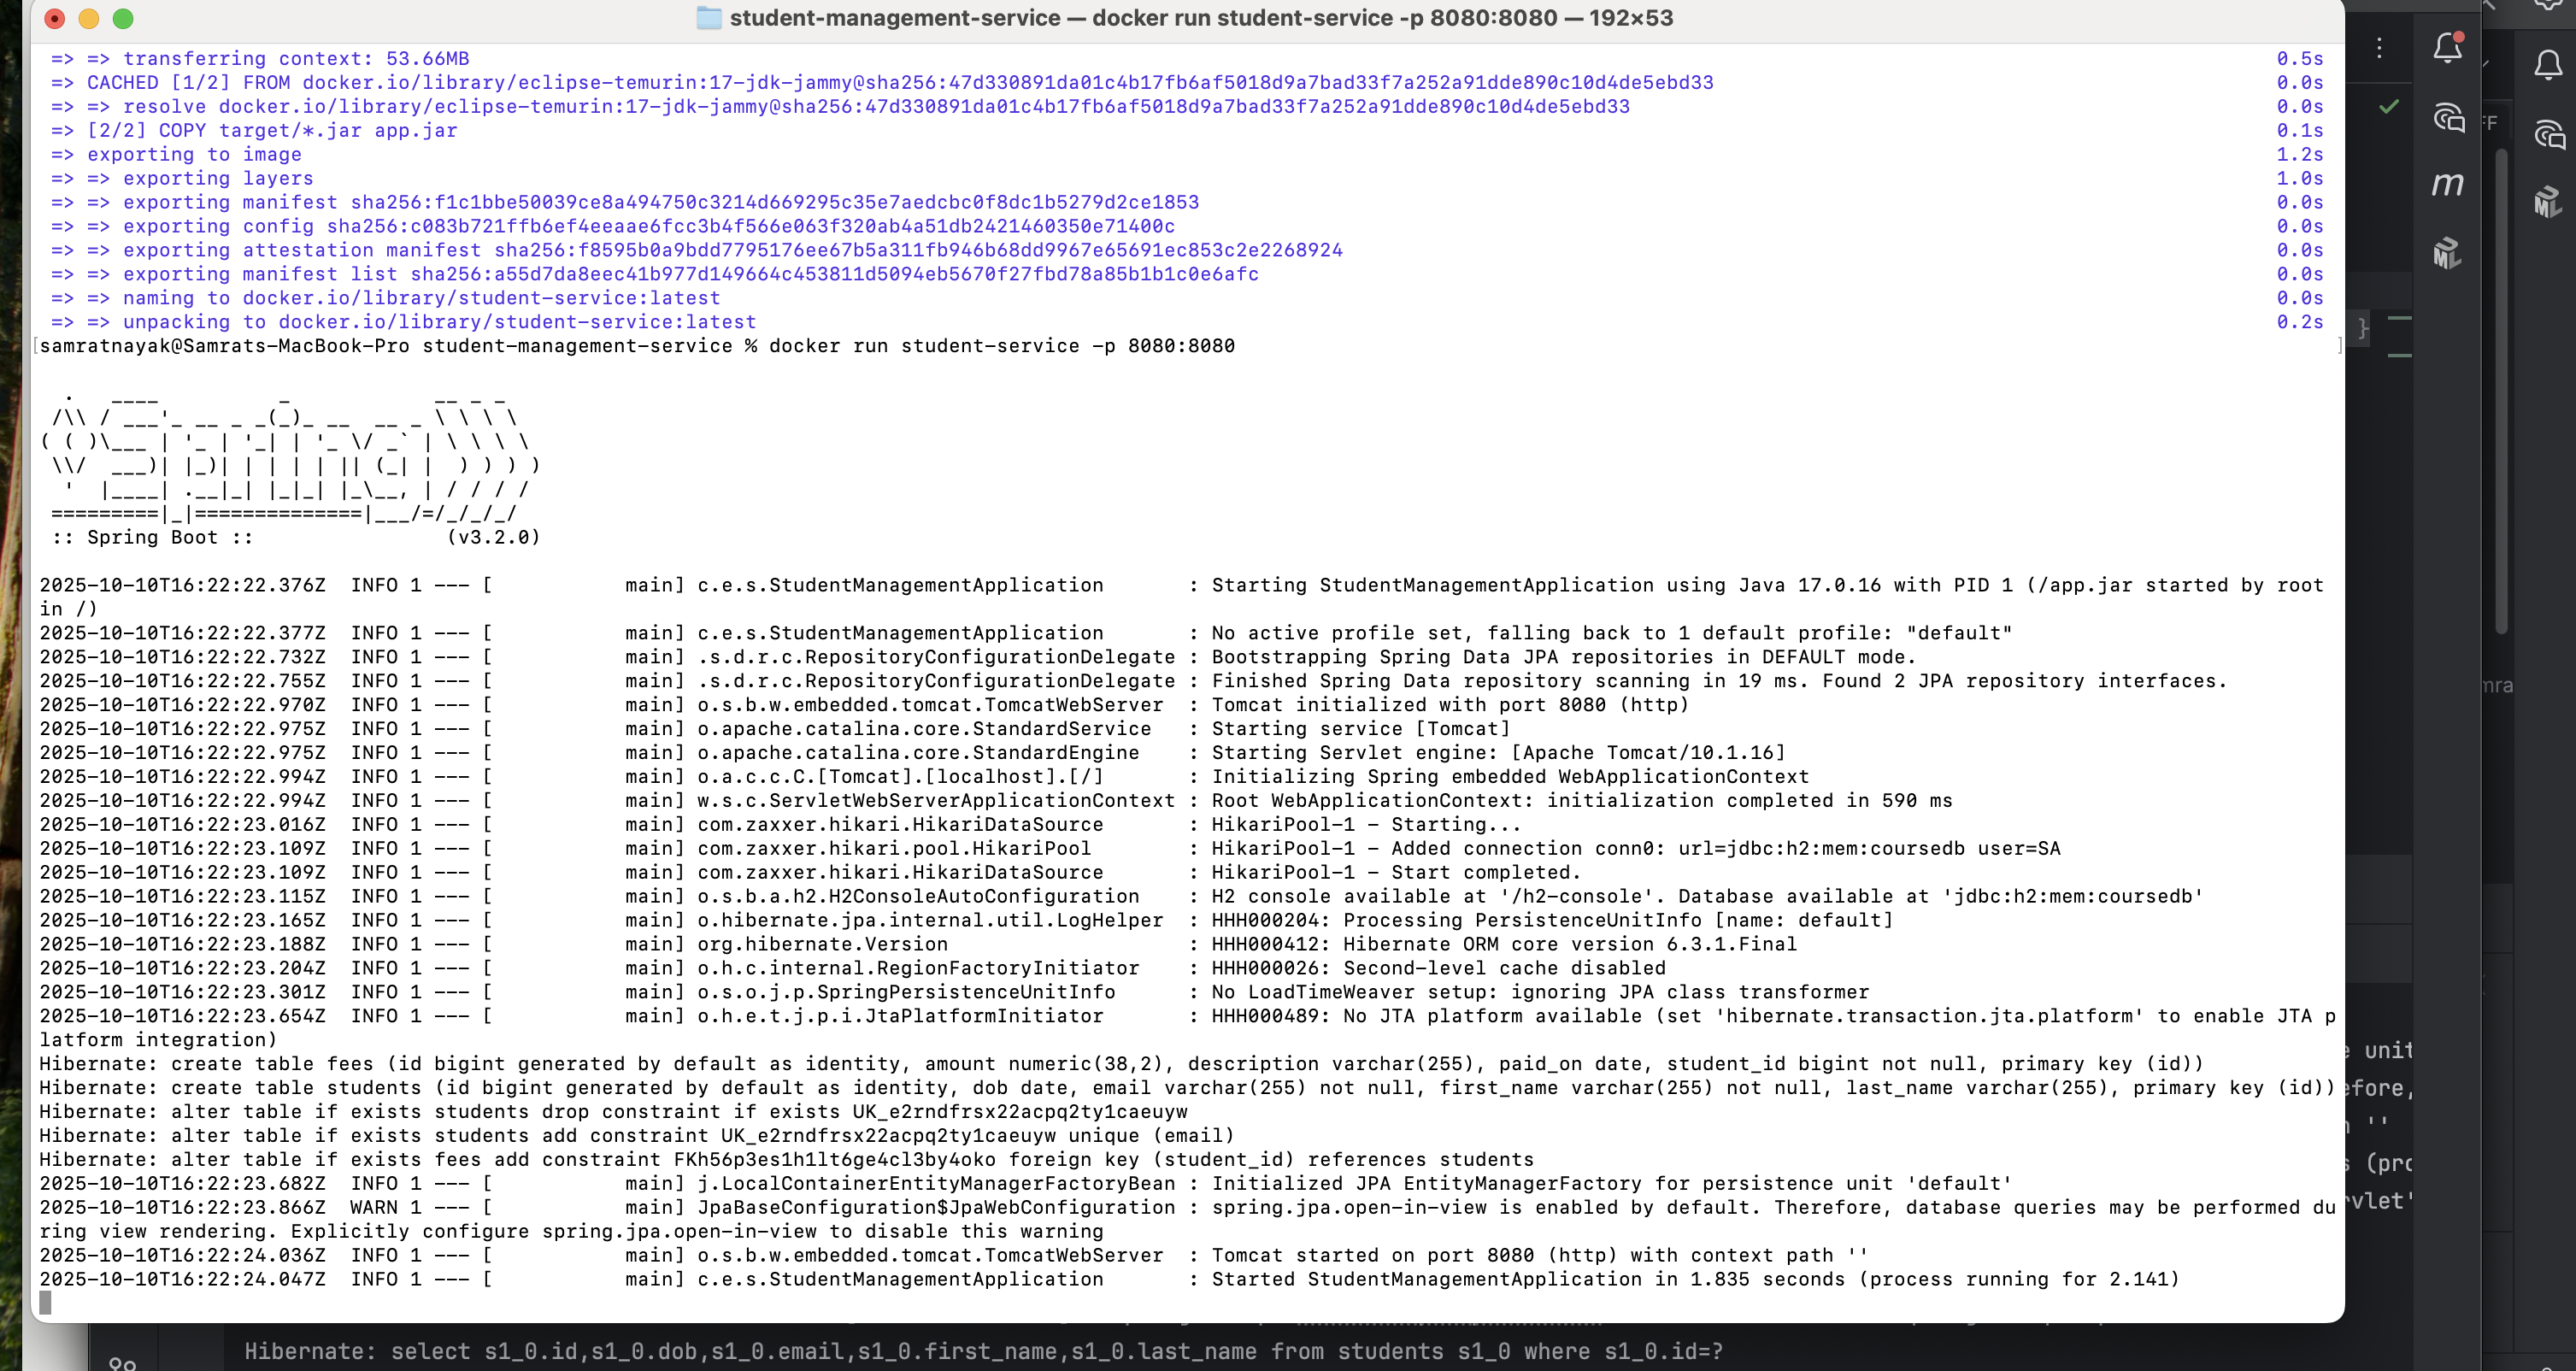 student-management-service — docker run student-service -p 8080:8080 — 192×53
=> => transferring context: 53.66MB 0.5s
=> CACHED [1/2] FROM docker.io/library/eclipse-temurin:17-jdk-jammy@sha256:47d330891da01c4b17fb6af5018d9a7bad33f7a252a91dde890c10d4de5ebd33 0.0s
=> => resolve docker.io/library/eclipse-temurin:17-jdk-jammy@sha256:47d330891da01c4b17fb6af5018d9a7bad33f7a252a91dde890c10d4de5ebd33 0.0s
=> [2/2] COPY target/*.jar app.jar 0.1s
=> exporting to image 1.2s
=> => exporting layers 1.0s
=> => exporting manifest sha256:f1c1bbe50039ce8a494750c3214d669295c35e7aedcbc0f8dc1b5279d2ce1853 0.0s
=> => exporting config sha256:c083b721ffb6ef4eeaae6fcc3b4f566e063f320ab4a51db2421460350e71400c 0.0s
=> => exporting attestation manifest sha256:f8595b0a9bdd7795176ee67b5a311fb946b68dd9967e65691ec853c2e2268924 0.0s
=> => exporting manifest list sha256:a55d7da8eec41b977d149664c453811d5094eb5670f27fbd78a85b1b1c0e6afc 0.0s
=> => naming to docker.io/library/student-service:latest 0.0s
=> => unpacking to docker.io/library/student-service:latest 0.2s
[samratnayak@Samrats-MacBook-Pro student-management-service % docker run student-service -p 8080:8080 ]
  .   ____          _            __ _ _
 /\\ / ___'_ __ _ _(_)_ __  __ _ \ \ \ \
( ( )\___ | '_ | '_| | '_ \/ _` | \ \ \ \
 \\/  ___)| |_)| | | | | || (_| |  ) ) ) )
  '  |____| .__|_| |_|_| |_\__, | / / / /
 =========|_|==============|___/=/_/_/_/
 :: Spring Boot ::                (v3.2.0)
2025-10-10T16:22:22.376Z  INFO 1 --- [           main] c.e.s.StudentManagementApplication       : Starting StudentManagementApplication using Java 17.0.16 with PID 1 (/app.jar started by root
in /)
2025-10-10T16:22:22.377Z  INFO 1 --- [           main] c.e.s.StudentManagementApplication       : No active profile set, falling back to 1 default profile: "default"
2025-10-10T16:22:22.732Z  INFO 1 --- [           main] .s.d.r.c.RepositoryConfigurationDelegate : Bootstrapping Spring Data JPA repositories in DEFAULT mode.
2025-10-10T16:22:22.755Z  INFO 1 --- [           main] .s.d.r.c.RepositoryConfigurationDelegate : Finished Spring Data repository scanning in 19 ms. Found 2 JPA repository interfaces.
2025-10-10T16:22:22.970Z  INFO 1 --- [           main] o.s.b.w.embedded.tomcat.TomcatWebServer  : Tomcat initialized with port 8080 (http)
2025-10-10T16:22:22.975Z  INFO 1 --- [           main] o.apache.catalina.core.StandardService   : Starting service [Tomcat]
2025-10-10T16:22:22.975Z  INFO 1 --- [           main] o.apache.catalina.core.StandardEngine    : Starting Servlet engine: [Apache Tomcat/10.1.16]
2025-10-10T16:22:22.994Z  INFO 1 --- [           main] o.a.c.c.C.[Tomcat].[localhost].[/]       : Initializing Spring embedded WebApplicationContext
2025-10-10T16:22:22.994Z  INFO 1 --- [           main] w.s.c.ServletWebServerApplicationContext : Root WebApplicationContext: initialization completed in 590 ms
2025-10-10T16:22:23.016Z  INFO 1 --- [           main] com.zaxxer.hikari.HikariDataSource       : HikariPool-1 - Starting...
2025-10-10T16:22:23.109Z  INFO 1 --- [           main] com.zaxxer.hikari.pool.HikariPool        : HikariPool-1 - Added connection conn0: url=jdbc:h2:mem:coursedb user=SA
2025-10-10T16:22:23.109Z  INFO 1 --- [           main] com.zaxxer.hikari.HikariDataSource       : HikariPool-1 - Start completed.
2025-10-10T16:22:23.115Z  INFO 1 --- [           main] o.s.b.a.h2.H2ConsoleAutoConfiguration    : H2 console available at '/h2-console'. Database available at 'jdbc:h2:mem:coursedb'
2025-10-10T16:22:23.165Z  INFO 1 --- [           main] o.hibernate.jpa.internal.util.LogHelper  : HHH000204: Processing PersistenceUnitInfo [name: default]
2025-10-10T16:22:23.188Z  INFO 1 --- [           main] org.hibernate.Version                    : HHH000412: Hibernate ORM core version 6.3.1.Final
2025-10-10T16:22:23.204Z  INFO 1 --- [           main] o.h.c.internal.RegionFactoryInitiator    : HHH000026: Second-level cache disabled
2025-10-10T16:22:23.301Z  INFO 1 --- [           main] o.s.o.j.p.SpringPersistenceUnitInfo      : No LoadTimeWeaver setup: ignoring JPA class transformer
2025-10-10T16:22:23.654Z  INFO 1 --- [           main] o.h.e.t.j.p.i.JtaPlatformInitiator       : HHH000489: No JTA platform available (set 'hibernate.transaction.jta.platform' to enable JTA p
latform integration)
Hibernate: create table fees (id bigint generated by default as identity, amount numeric(38,2), description varchar(255), paid_on date, student_id bigint not null, primary key (id))
Hibernate: create table students (id bigint generated by default as identity, dob date, email varchar(255) not null, first_name varchar(255) not null, last_name varchar(255), primary key (id))
Hibernate: alter table if exists students drop constraint if exists UK_e2rndfrsx22acpq2ty1caeuyw
Hibernate: alter table if exists students add constraint UK_e2rndfrsx22acpq2ty1caeuyw unique (email)
Hibernate: alter table if exists fees add constraint FKh56p3es1h1lt6ge4cl3by4oko foreign key (student_id) references students
2025-10-10T16:22:23.682Z  INFO 1 --- [           main] j.LocalContainerEntityManagerFactoryBean : Initialized JPA EntityManagerFactory for persistence unit 'default'
2025-10-10T16:22:23.866Z  WARN 1 --- [           main] JpaBaseConfiguration$JpaWebConfiguration : spring.jpa.open-in-view is enabled by default. Therefore, database queries may be performed du
ring view rendering. Explicitly configure spring.jpa.open-in-view to disable this warning
2025-10-10T16:22:24.036Z  INFO 1 --- [           main] o.s.b.w.embedded.tomcat.TomcatWebServer  : Tomcat started on port 8080 (http) with context path ''
2025-10-10T16:22:24.047Z  INFO 1 --- [           main] c.e.s.StudentManagementApplication       : Started StudentManagementApplication in 1.835 seconds (process running for 2.141)
Hibernate: select s1_0.id,s1_0.dob,s1_0.email,s1_0.first_name,s1_0.last_name from students s1_0 where s1_0.id=?